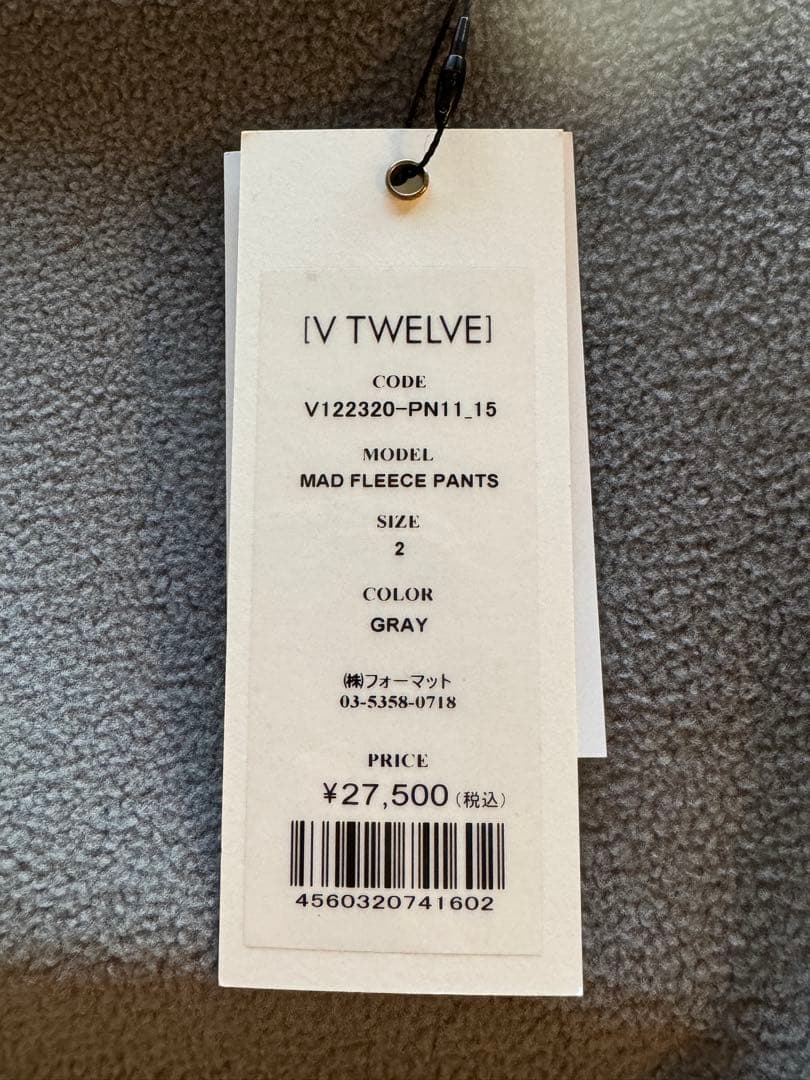 [V TWELVE]
CODE
V122320-PN11_15
MODEL
MAD FLEECE PANTS
SIZE
2
COLOR
GRAY
㈱フォーマット
03-5358-0718
PRICE
¥27,500(税込)
4560320741602